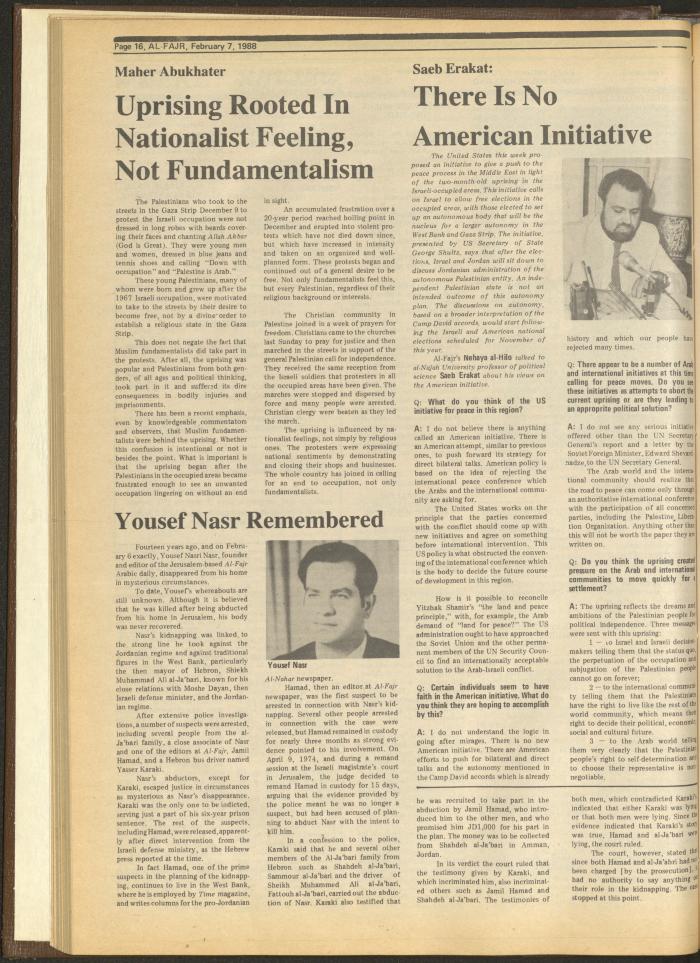 Page 16, AL-FAJR, February 7, 1988
Maher Abukhater
Uprising Rooted In
Nationalist Feeling,
Not Fundamentalism
The Palestinians who took to the
streets in the Gaza Strip December 9 to
protest the Israeli occupation were not
dressed in long robes with beards cover-
ing their faces and chanting Allah Akbar
(God is Great). They were young men
and women, dressed in blue jeans and
tennis shoes and calling "Down with
occupation" and "Palestine is Arab."
These young Palestinians, many of
whom were born and grew up after the
1967 Israeli occupation, were motivated
to take to the streets by their desire to
become free, not by a divine order to
establish a religious state in the Gaza
Strip.
This does not negate the fact that
Muslim fundamentalists did take part in
the protests. After all, the uprising was
popular and Palestinians from both gen-
ders, of all ages and political thinking,
took part in it and suffered its dire
consequences in bodily injuries and
imprisonments.
There has been a recent emphasis,
even by knowledgeable commentators
and observers, that Muslim fundamen-
talists were behind the uprising. Whether
this confusion is intentional or not is
besides the point. What is important is
that the uprising began after the
Palestinians in the occupied areas became
frustrated enough to see an unwanted
occupation lingering on without an end
in sight.
An accumulated frustration over a
20-year period reached boiling point in
December and erupted into violent pro-
tests which have not died down since,
but which have increased in intensity
and taken on an organized and well-
planned form. These protests began and
continued out of a general desire to be
free. Not only fundamentalists feel this,
but every Palestinian, regardless of their
religious background or interests.
The Christian community in
Palestine joined in a week of prayers for
freedom. Christians came to the churches
last Sunday to pray for justice and then
marched in the streets in support of the
general Palestinian call for independence.
They received the same reception from
the Israeli soldiers that protesters in all
the occupied areas have been given. The
marches were stopped and dispersed by
force and many people were arrested.
Christian clergy were beaten as they led
the march.
The uprising is influenced by na-
tionalist feelings, not simply by religious
ones. The protesters were expressing
national sentiments by demonstrating
and closing their shops and businesses.
The whole country has joined in calling
for an end to occupation, not only
fundamentalists.
Yousef Nasr Remembered
Fourteen years ago, and on Febru-
ary 6 exactly, Yousef Nasri Nasr, founder
and editor of the Jerusalem-based Al-Fajr
Arabic daily, disappeared from his home
in mysterious circumstances.
To date, Yousef's whereabouts are
still unknown. Although it is believed
that he was killed after being abducted
from his home in Jerusalem, his body
was never recovered.
Nasr's kidnapping was linked to
the strong line he took against the
Jordanian regime and against traditional
figures in the West Bank, particularly
the then mayor of Hebron, Shiekh
Muhammad Ali al-Ja'bari, known for his
close relations with Moshe Dayan, then
Israeli defense minister, and the Jordan-
ian regime.
After extensive police investiga-
tions, a number of suspects were arrested,
including several people from the al-
Ja'bari family, a close associate of Nasr
and one of the editors at Al-Fajr, Jamil
Hamad, and a Hebron bus driver named
Yasser Karaki.
Nasr's abductors, except for
Karaki, escaped justice in circumstances
as mysterious as Nasr's disappearance.
Karaki was the only one to be indicted,
serving just a part of his six-year prison
sentence. The rest of the suspects,
including Hamad, were released, apparent-
ly after direct intervention from the
Israeli defense ministry, as the Hebrew
press reported at the time.
In fact Hamad, one of the prime
suspects in the planning of the kidnapp-
ing, continues to live in the West Bank,
where he is employed by Time magazine,
and writes columns for the pro-Jordanian
Yousef Nasr
Al-Nahar newspaper.
Hamad, then an editor at Al-Fajr
newspaper, was the first suspect to be
arrested in connection with Nasr's kid-
napping. Several other people arrested
in connection with the case were
released, but Hamad remained in custody
for nearly three months as strong evi-
dence pointed to his involvement. On
April 9, 1974, and during a remand
session at the Israeli magistrate's court
in Jerusalem, the judge decided to
remand Hamad in custody for 15 days,
arguing that the evidence provided by
the police meant he was no longer a
suspect, but had been accused of plan-
ning to abduct Nasr with the intent to
kill him.
In a confession to the police,
Karaki said that he and several other
members of the Al-Ja'bari family from
Hebron such as Shahdeh al-Ja'bari,
Sammour al-Ja'bari and the driver of
Sheikh Muhammed Ali al-Ja'bari,
Fattouh al-Ja'bari, carried out the abduc-
tion of Nasr. Karaki also testified that
he was recruited to take part in the
abduction by Jamil Hamad, who intro-
duced him to the other men, and who
promised him JD1,000 for his part in
the plan. The money was to be collected
from Shahdeh al-Ja'bari in Amman,
Jordan.
In its verdict the court ruled that
the testimony given by Karaki, and
which incriminated him, also incriminat-
ed others such as Jamil Hamad and
Shahdeh al-Ja'bari. The testimonies of
both men, which contradicted Karaki's
indicated that either Karaki was lying
or that both men were lying. Since
evidence indicated that Karaki's
was true, Hamad and al-Ja'bari were
lying, the court ruled.
The court, however, stated
since both Hamad and al-Ja'abri had
been charged [by the prosecution],
had no authority to say anything
their role in the kidnapping. The
stopped at this point.
Saeb Erakat:
There Is No
American Initiative
The United States this week pro-
posed an initiative to give a push to the
peace process in the Middle East in light
of the two-month-old uprising in the
Israeli-occupied areas. This initiative calls
on Israel to allow free elections in the
occupied areas, with those elected to set
up an autonomous body that will be the
nucleus for a larger autonomy in the
West Bank and Gaza Strip. The initiative,
presented by US Secretary of State
George Shultz, says that after the elec-
tions, Israel and Jordan will sit down to
discuss Jordanian administration of the
autonomous Palestinian entity. An inde-
pendent Palestinian state is not an
intended outcome of this autonomy
plan. The discussions on autonomy,
based on a broader interpretation of the
Camp David accords, would start follow-
ing the Israeli and American national
elections scheduled for November of
this year.
Al-Fajr's Nehaya al-Hilo talked to
al-Najah University professor of political
science Saeb Erakat about his views on
the American initiative.
Q: What do you think of the US
initiative for peace in this region?
A: I do not believe there is anything
called an American initiative. There is
an American attempt, similar to previous
ones, to push forward its strategy for
direct bilateral talks. American policy is
based on the idea of rejecting the
international peace conference which
the Arabs and the international commu-
nity are asking for.
The United States works on the
principle that the parties concerned
with the conflict should come up with
new initiatives and agree on something
before international intervention. This
US policy is what obstructed the conven-
ing of the international conference which
is the body to decide the future course
of development in this region.
How is it possible to reconcile
Yitzhak Shamir's "the land and peace
principle," with, for example, the Arab
demand of "land for peace?" The US
administration ought to have approached
the Soviet Union and the other perma-
nent members of the UN Security Coun-
cil to find an internationally acceptable
solution to the Arab-Israeli conflict.
Q: Certain individuals seem to have
faith in the American initiative. What do
you think they are hoping to accomplish
by this?
A: I do not understand the logic in
going after mirages. There is no new
American initiative. There are American
efforts to push for bilateral and direct
talks and the autonomy mentioned in
the Camp David accords which is already
history and which our people
rejected many times.
Q: There appear to be a number of Arab
and international initiatives at this
calling for peace moves. Do you see
these initiatives as attempts to abort the
current uprising or are they leading
an approprite political solution?
A: I do not see any serious initiative
offered other than the UN Secretary
General's report and a letter by
Soviet Foreign Minister, Edward
nadze, to the UN Secretary General.
The Arab world and the interna-
tional community should realize
the road to peace can come only through
an authoritative international conference
with the participation of all concerned
parties, including the Palestine Libera-
tion Organization. Anything other
this will not be worth the paper they
written on.
Q: Do you think the uprising created
pressure on the Arab and international
communities to move quickly for
settlement?
A: The uprising reflects the dreams and
ambitions of the Palestinian people
political independence. Three messages
were sent with this uprising:
1 — to Israel and Israeli decision-
makers telling them that the status quo,
the perpetuation of the occupation and
subjugation of the Palestinian people
cannot go on forever;
2 — to the international communi-
ty telling them that the Palestinians
have the right to live like the rest of the
world community, which means
right to decide their political, economic
social and cultural future.
3 — to the Arab world telling
them very clearly that the Palestinian
people's right to self-determination and
to choose their representative is non
negotiable.